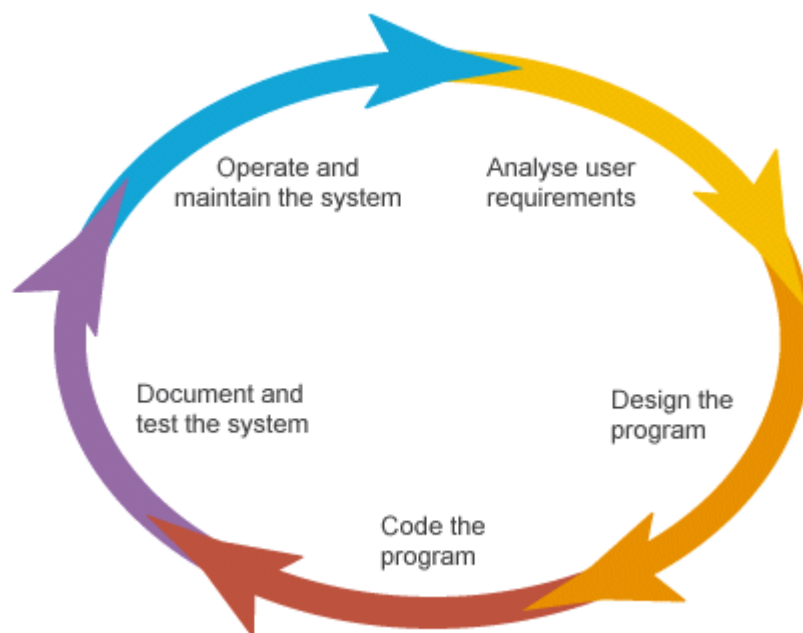 Operate and
maintain the system
Analyse user
requirements
Document and
test the system
Design the
program
Code the
program